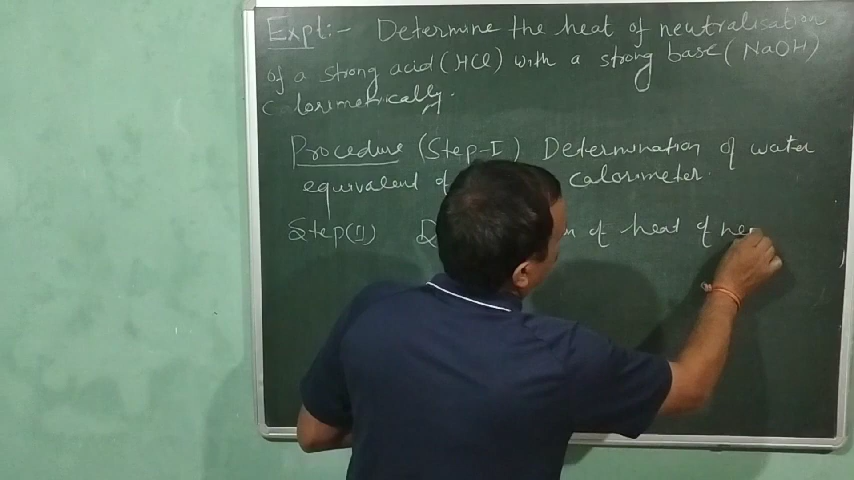 Expt:- Determine the heat of neutralisation
of a strong acid (HCl) with a strong base (NaOH)
calorimetrically.
Procedure (Step-I) Determination of water
equivalent of calorimeter.
Step(II) of heat of